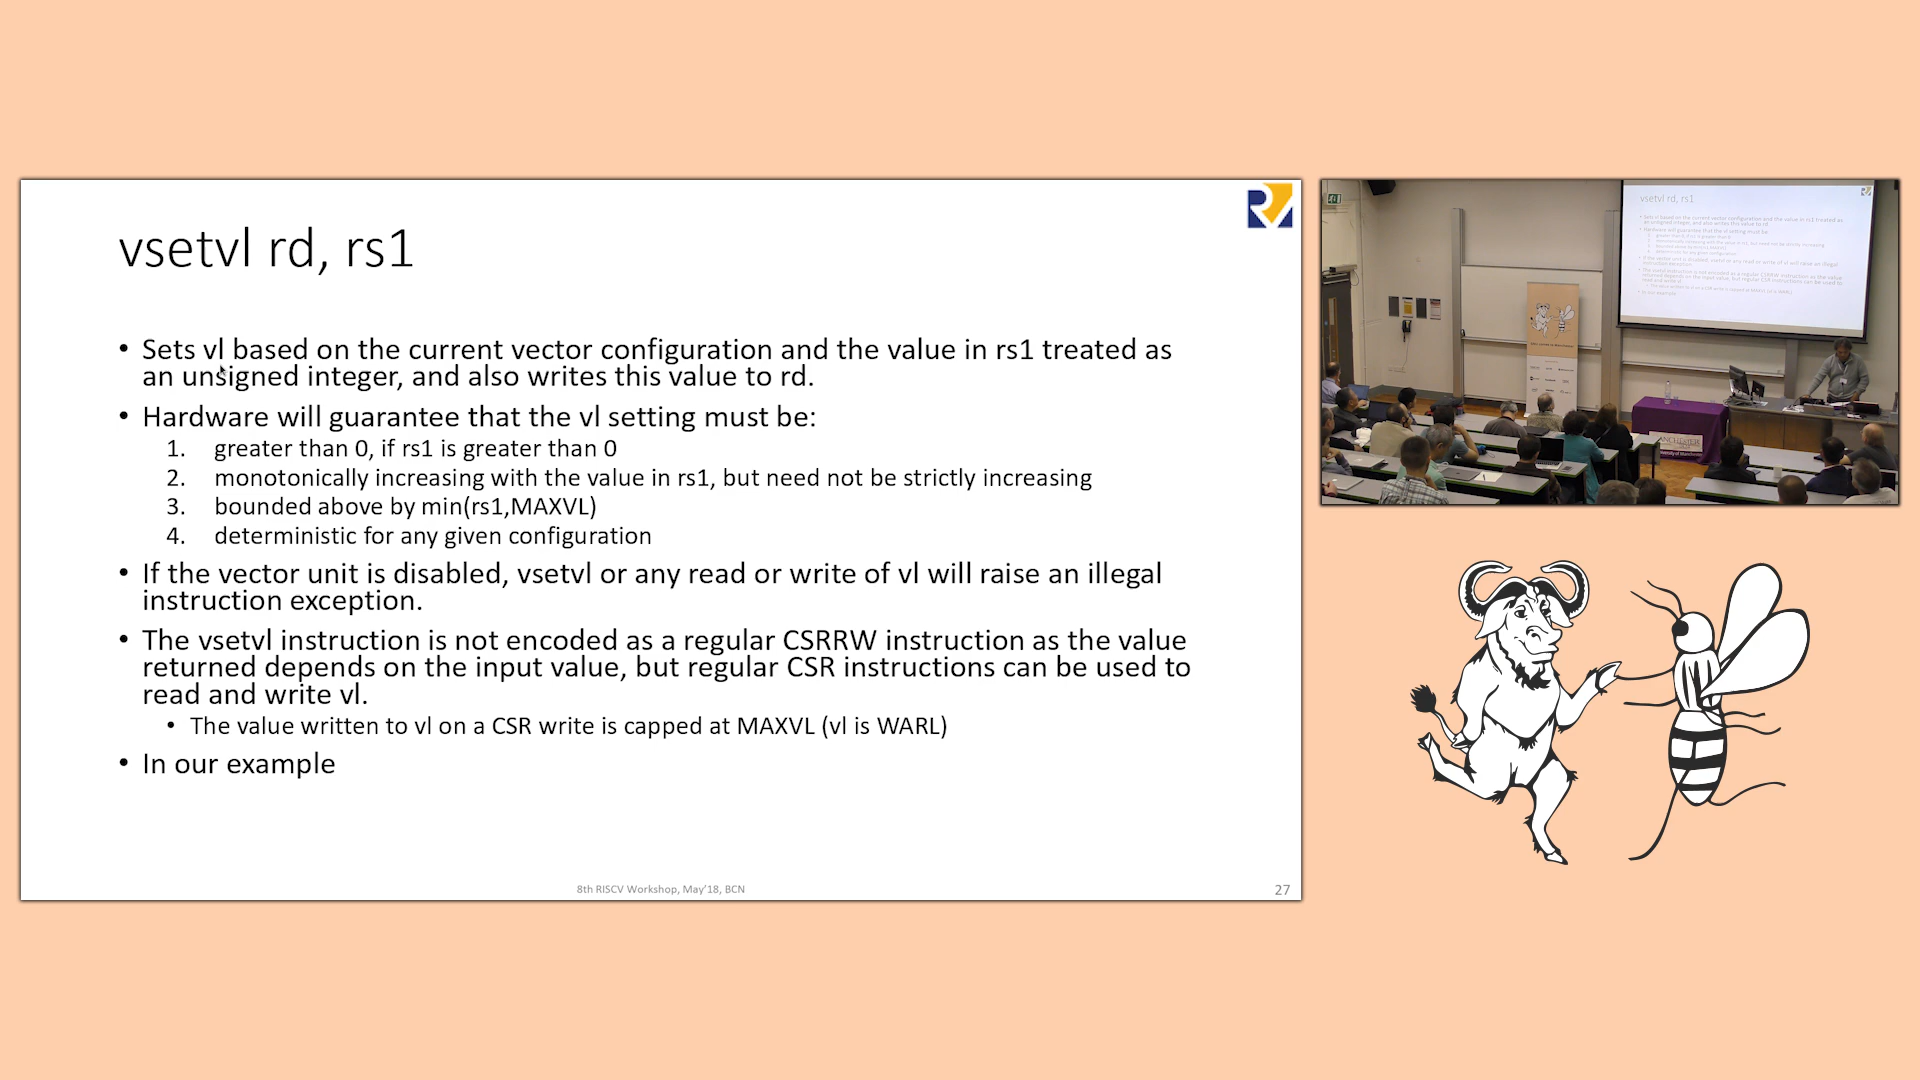 vsetvl rd, rs1
• Sets vl based on the current vector configuration and the value in rs1 treated as
an unsigned integer, and also writes this value to rd.
• Hardware will guarantee that the vl setting must be:
1. greater than 0, if rs1 is greater than 0
2. monotonically increasing with the value in rs1, but need not be strictly increasing
3. bounded above by min(rs1,MAXVL)
4. deterministic for any given configuration
• If the vector unit is disabled, vsetvl or any read or write of vl will raise an illegal
instruction exception.
• The vsetvl instruction is not encoded as a regular CSRRW instruction as the value
returned depends on the input value, but regular CSR instructions can be used to
read and write vl.
• The value written to vl on a CSR write is capped at MAXVL (vl is WARL)
• In our example
8th RISCV Workshop, May'18, BCN
27
vsetvl rd, rs1